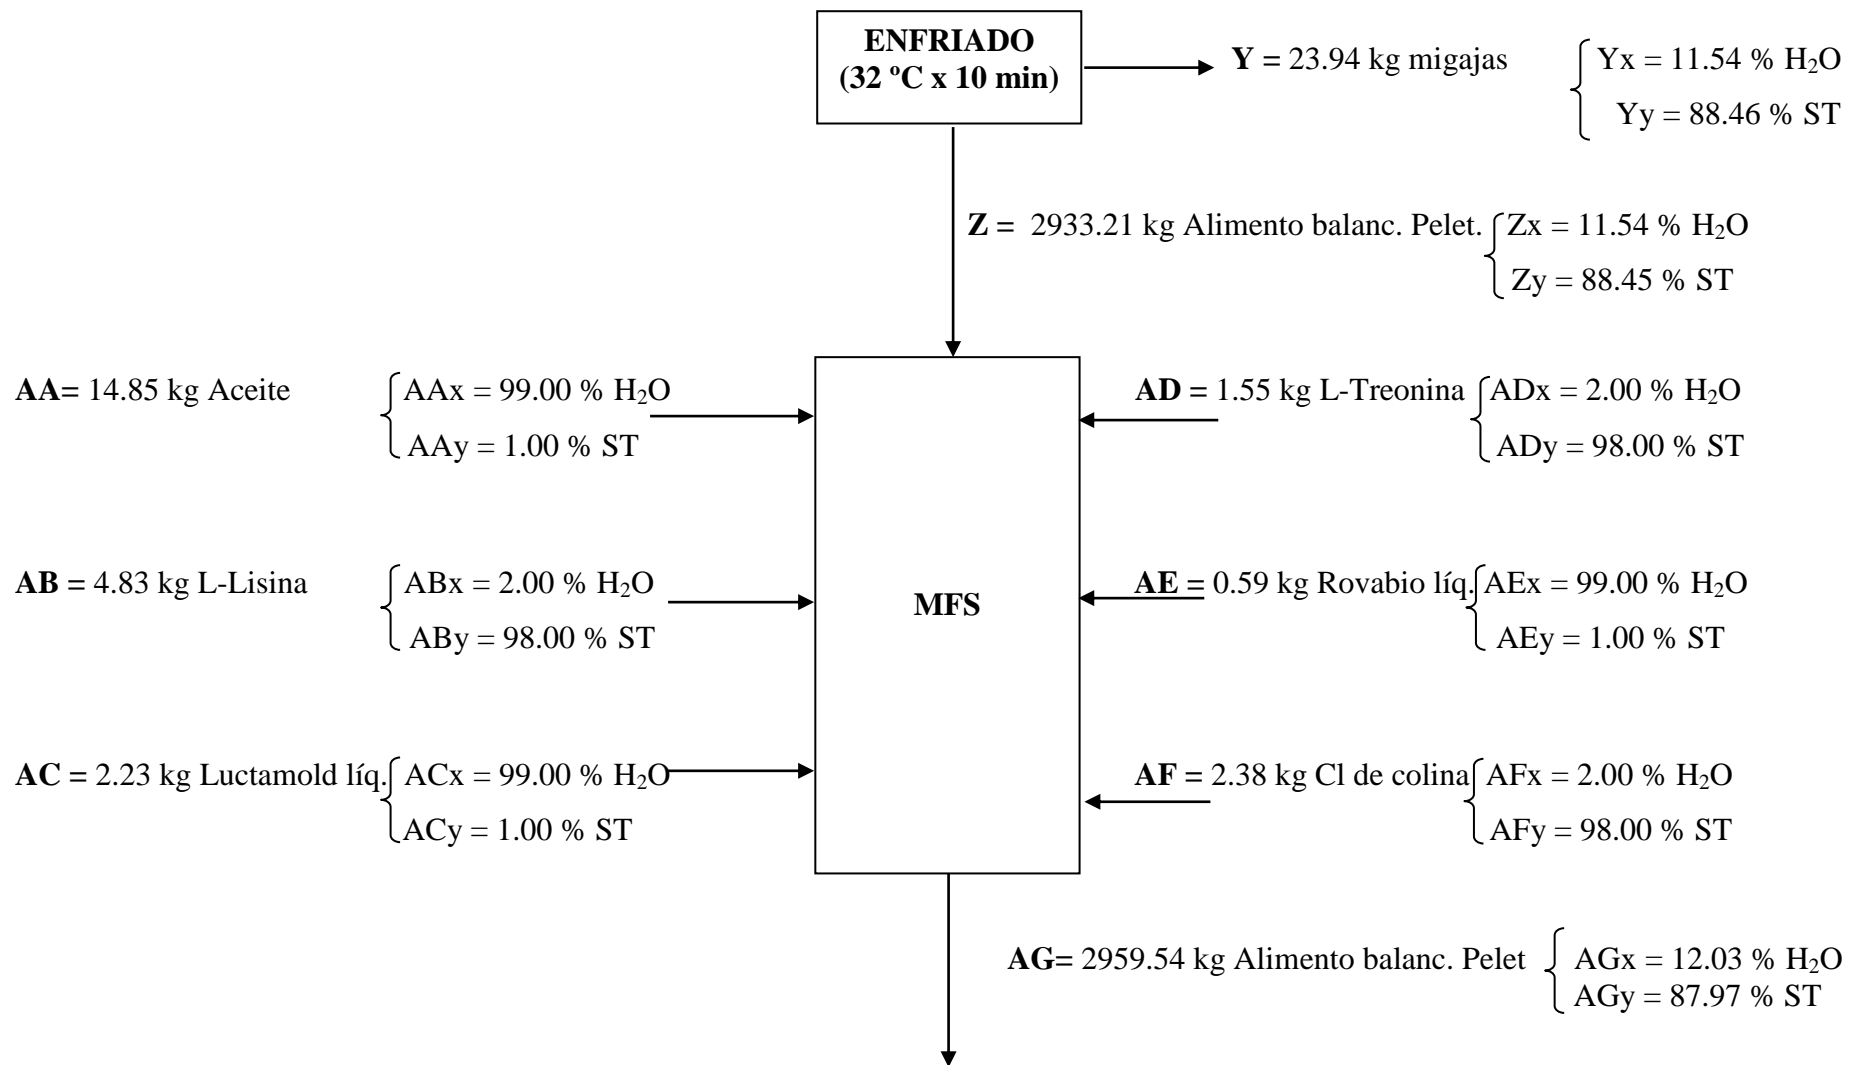 ENFRIADO
(32 ºC x 10 min)
Y = 23.94 kg migajas
Yx = 11.54 % H₂O
Yy = 88.46 % ST
Z = 2933.21 kg Alimento balanc. Pelet.
Zx = 11.54 % H₂O
Zy = 88.45 % ST
AA= 14.85 kg Aceite
AAx = 99.00 % H₂O
AAy = 1.00 % ST
AD = 1.55 kg L-Treonina
ADx = 2.00 % H₂O
ADy = 98.00 % ST
AB = 4.83 kg L-Lisina
ABx = 2.00 % H₂O
ABy = 98.00 % ST
MFS
AE = 0.59 kg Rovabio líq.
AEx = 99.00 % H₂O
AEy = 1.00 % ST
AC = 2.23 kg Luctamold líq.
ACx = 99.00 % H₂O
ACy = 1.00 % ST
AF = 2.38 kg Cl de colina
AFx = 2.00 % H₂O
AFy = 98.00 % ST
AG= 2959.54 kg Alimento balanc. Pelet
AGx = 12.03 % H₂O
AGy = 87.97 % ST